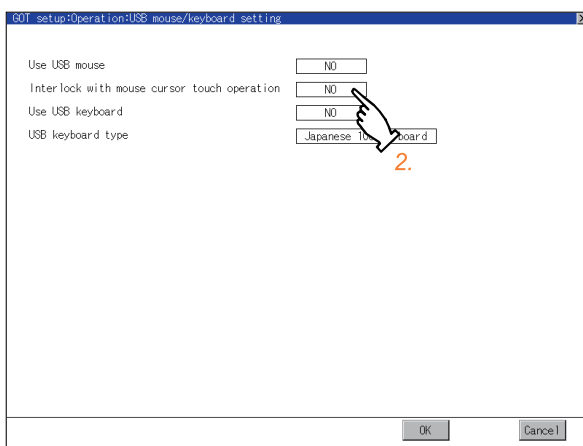 GOT setup:Operation:USB mouse/keyboard setting
Use USB mouse NO
Interlock with mouse cursor touch operation NO
Use USB keyboard NO
USB keyboard type Japanese
2.
OK Cancel